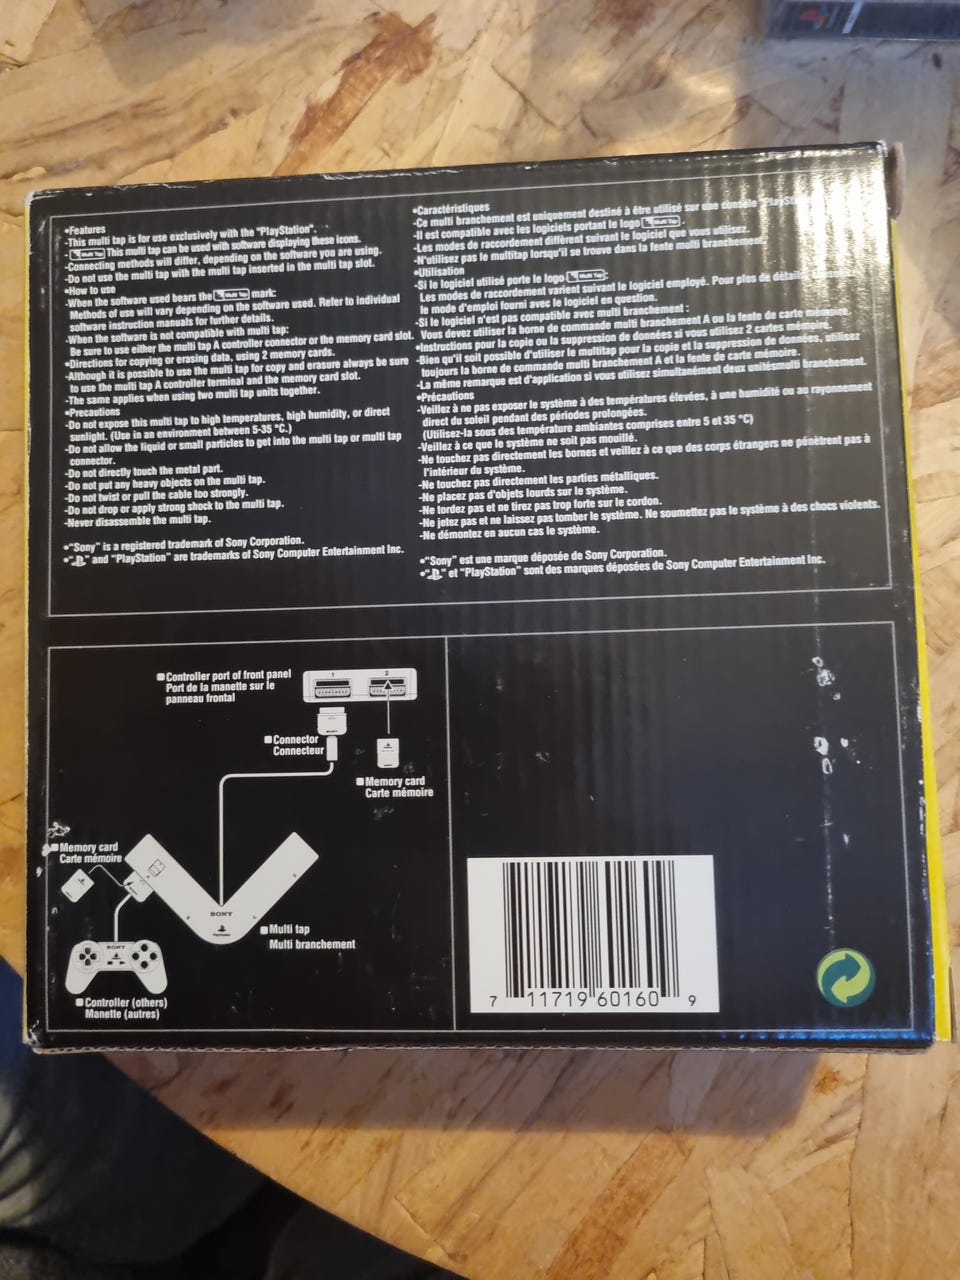 •Features
-This multi tap is for use exclusively with the "PlayStation".
Multi Tap This multi tap can be used with software displaying these icons.
-Connecting methods will differ, depending on the software you are using.
-Do not use the multi tap with the multi tap inserted in the multi tap slot.
•How to use
-When the software used bears the Multi Tap mark:
Methods of use will vary depending on the software used. Refer to individual
software instruction manuals for further details.
-When the software is not compatible with multi tap:
Be sure to use either the multi tap A controller connector or the memory card slot.
•Directions for copying or erasing data, using 2 memory cards.
-Although it is possible to use the multi tap for copy and erasure always be sure
to use the multi tap A controller terminal and the memory card slot.
-The same applies when using two multi tap units together.
•Precautions
-Do not expose this multi tap to high temperatures, high humidity, or direct
sunlight. (Use in an environment between 5-35 °C.)
-Do not allow the liquid or small particles to get into the multi tap or multi tap
connector.
-Do not directly touch the metal part.
-Do not put any heavy objects on the multi tap.
-Do not twist or pull the cable too strongly.
-Do not drop or apply strong shock to the multi tap.
-Never disassemble the multi tap.
•"Sony" is a registered trademark of Sony Corporation.
•" " and "PlayStation" are trademarks of Sony Computer Entertainment Inc.
•Caractéristiques
-Ce multi branchement est uniquement destiné à être utilisé sur une console "PlayStation
-Il est compatible avec les logiciels portant le logo Multi Tap.
-Les modes de raccordement diffèrent suivant le logiciel que vous utilisez.
-N'utilisez pas le multitap lorsqu'il se trouve dans la fente multi branchement.
•Utilisation
-Si le logiciel utilisé porte le logo Multi Tap:
Les modes de raccordement varient suivant le logiciel employé. Pour plus de détails,
le mode d'emploi fourni avec le logiciel en question.
-Si le logiciel n'est pas compatible avec multi branchement :
Vous devez utiliser la borne de commande multi branchement A ou la fente de carte mémoire.
•Instructions pour la copie ou la suppression de données si vous utilisez 2 cartes mémoire.
-Bien qu'il soit possible d'utiliser le multitap pour la copie et la suppression de données, utilisez
toujours la borne de commande multi branchement A et la fente de carte mémoire.
-La même remarque est d'application si vous utilisez simultanément deux unitésmulti branchement.
•Précautions
-Veillez à ne pas exposer le système à des températures élevées, à une humidité ou au rayonnement
direct du soleil pendant des périodes prolongées.
(Utilisez-la sous des température ambiantes comprises entre 5 et 35 °C)
-Veillez à ce que le système ne soit pas mouillé.
-Ne touchez pas directement les bornes et veillez à ce que des corps étrangers ne pénètrent pas à
l'intérieur du système.
-Ne touchez pas directement les parties métalliques.
-Ne placez pas d'objets lourds sur le système.
-Ne tordez pas et ne tirez pas trop forte sur le cordon.
-Ne jetez pas et ne laissez pas tomber le système. Ne soumettez pas le système à des chocs violents.
-Ne démontez en aucun cas le système.
•"Sony" est une marque déposée de Sony Corporation.
•" " et "PlayStation" sont des marques déposées de Sony Computer Entertainment Inc.
Controller port of front panel
Port de la manette sur le
panneau frontal
1
2
Connector
Connecteur
SONY
Memory card
Carte mémoire
Memory card
Carte mémoire
SONY
PlayStation
Multi tap
Multi branchement
SONY
Controller (others)
Manette (autres)
7 11719 60160 9